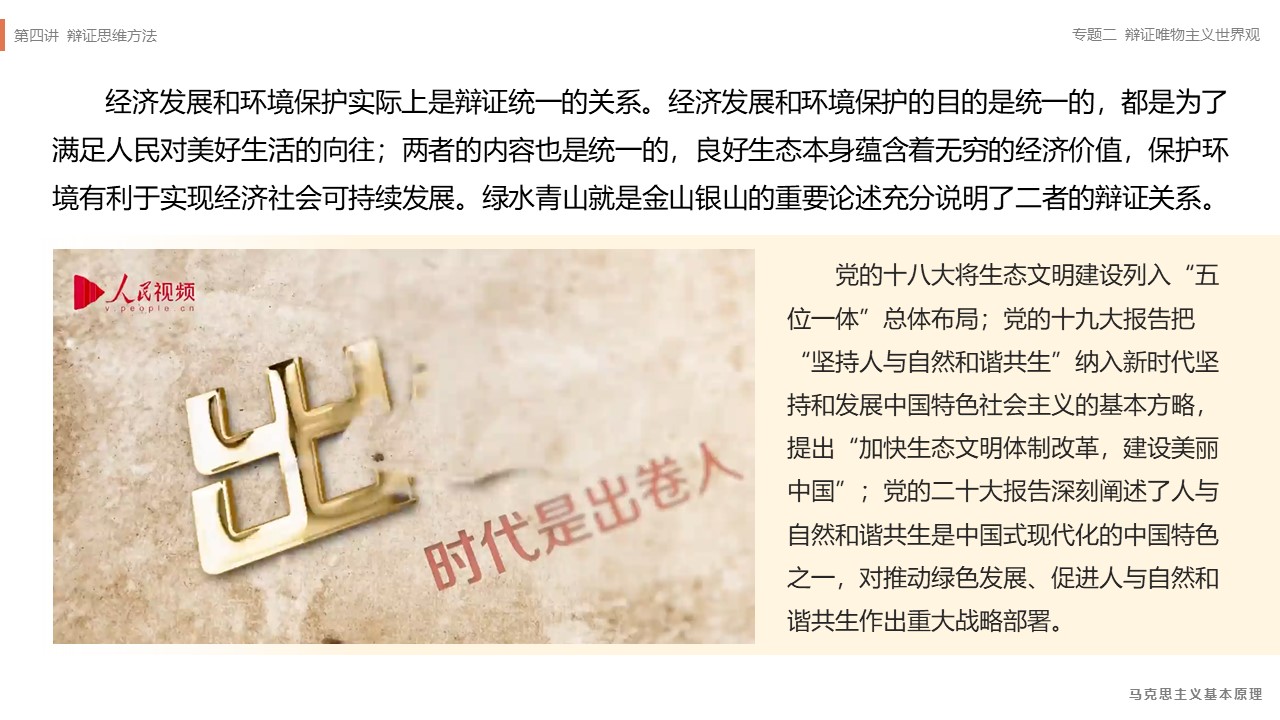 第四讲 辩证思维方法
专题二 辩证唯物主义世界观
经济发展和环境保护实际上是辩证统一的关系。经济发展和环境保护的目的是统一的，都是为了
满足人民对美好生活的向往；两者的内容也是统一的，良好生态本身蕴含着无穷的经济价值，保护环
境有利于实现经济社会可持续发展。绿水青山就是金山银山的重要论述充分说明了二者的辩证关系。
人民视频
v.people.cn
出
时代是出卷人
党的十八大将生态文明建设列入“五
位一体”总体布局；党的十九大报告把
“坚持人与自然和谐共生”纳入新时代坚
持和发展中国特色社会主义的基本方略，
提出“加快生态文明体制改革，建设美丽
中国”；党的二十大报告深刻阐述了人与
自然和谐共生是中国式现代化的中国特色
之一，对推动绿色发展、促进人与自然和
谐共生作出重大战略部署。
马克思主义基本原理